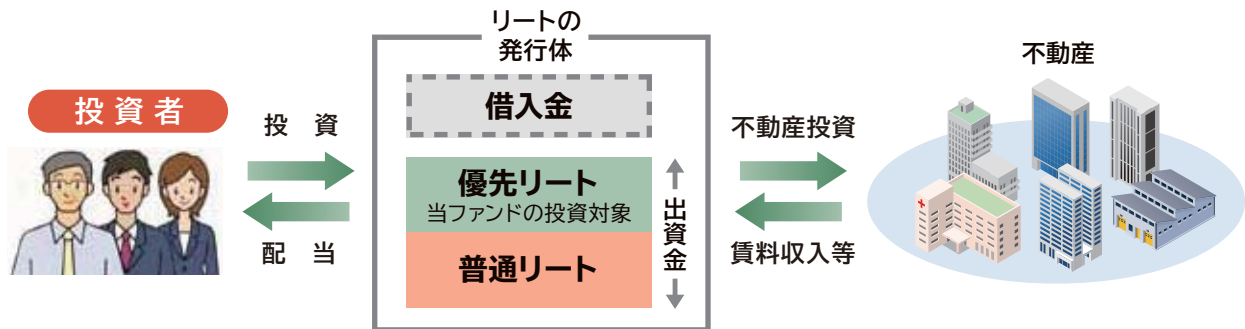 投資者
投　資
配　当
リートの
発行体
借入金
優先リート
当ファンドの投資対象
普通リート
出資金
不動産投資
賃料収入等
不動産